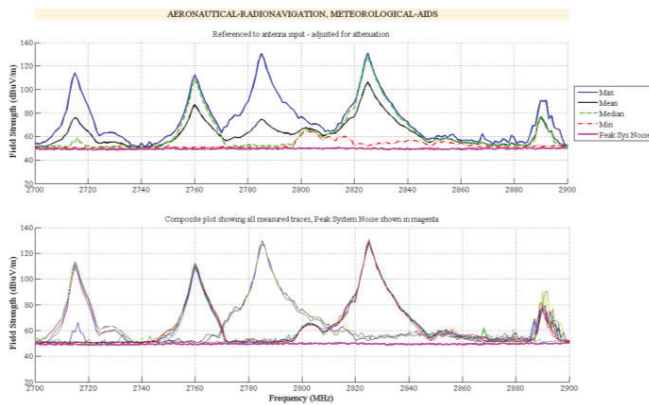 AERONAUTICAL-RADIONAVIGATION, METEOROLOGICAL-AIDS
Referenced to antenna input - adjusted for attenuation
Field Strength (dBuV/m)
140
120
100
80
60
40
20
2700 2720 2740 2760 2780 2800 2820 2840 2860 2880 2900
Max
Mean
Median
Min
Peak Sys Noise
Composite plot showing all measured traces, Peak System Noise shown in magenta
Field Strength (dBuV/m)
140
120
100
80
60
40
20
2700 2720 2740 2760 2780 2800 2820 2840 2860 2880 2900
Frequency (MHz)